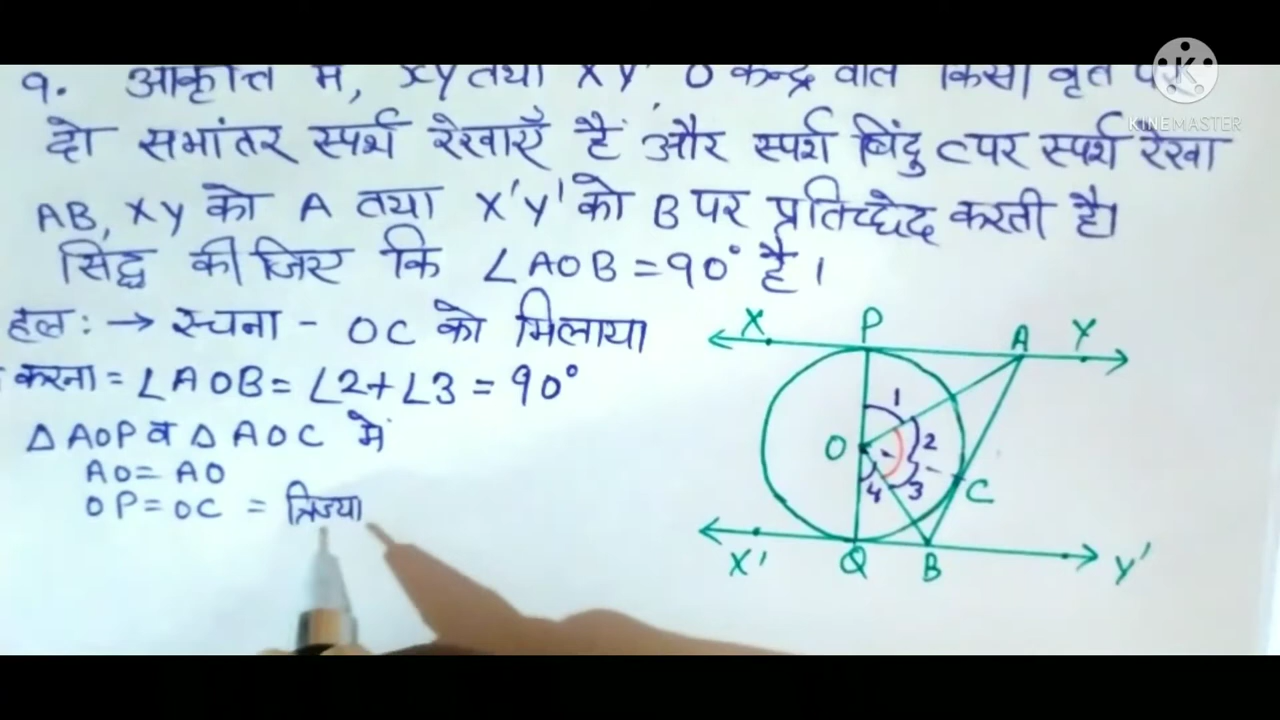 9. आकृति में, XY तथा X'Y' O केन्द्र वाले किसी वृत पर
दो समांतर स्पर्श रेखाएँ हैं और स्पर्श बिंदु C पर स्पर्श रेखा
AB, XY को A तथा X'Y' को B पर प्रतिच्छेद करती है।
सिद्ध कीजिए कि ∠AOB = 90° है।
हल: → रचना - OC को मिलाया
करना = ∠AOB = ∠2 + ∠3 = 90°
Δ AOP व Δ AOC में
AO = AO
OP = OC = त्रिज्या
X P A Y
1
O 2
4 3 C
X' Q B Y'
K
KINEMASTER